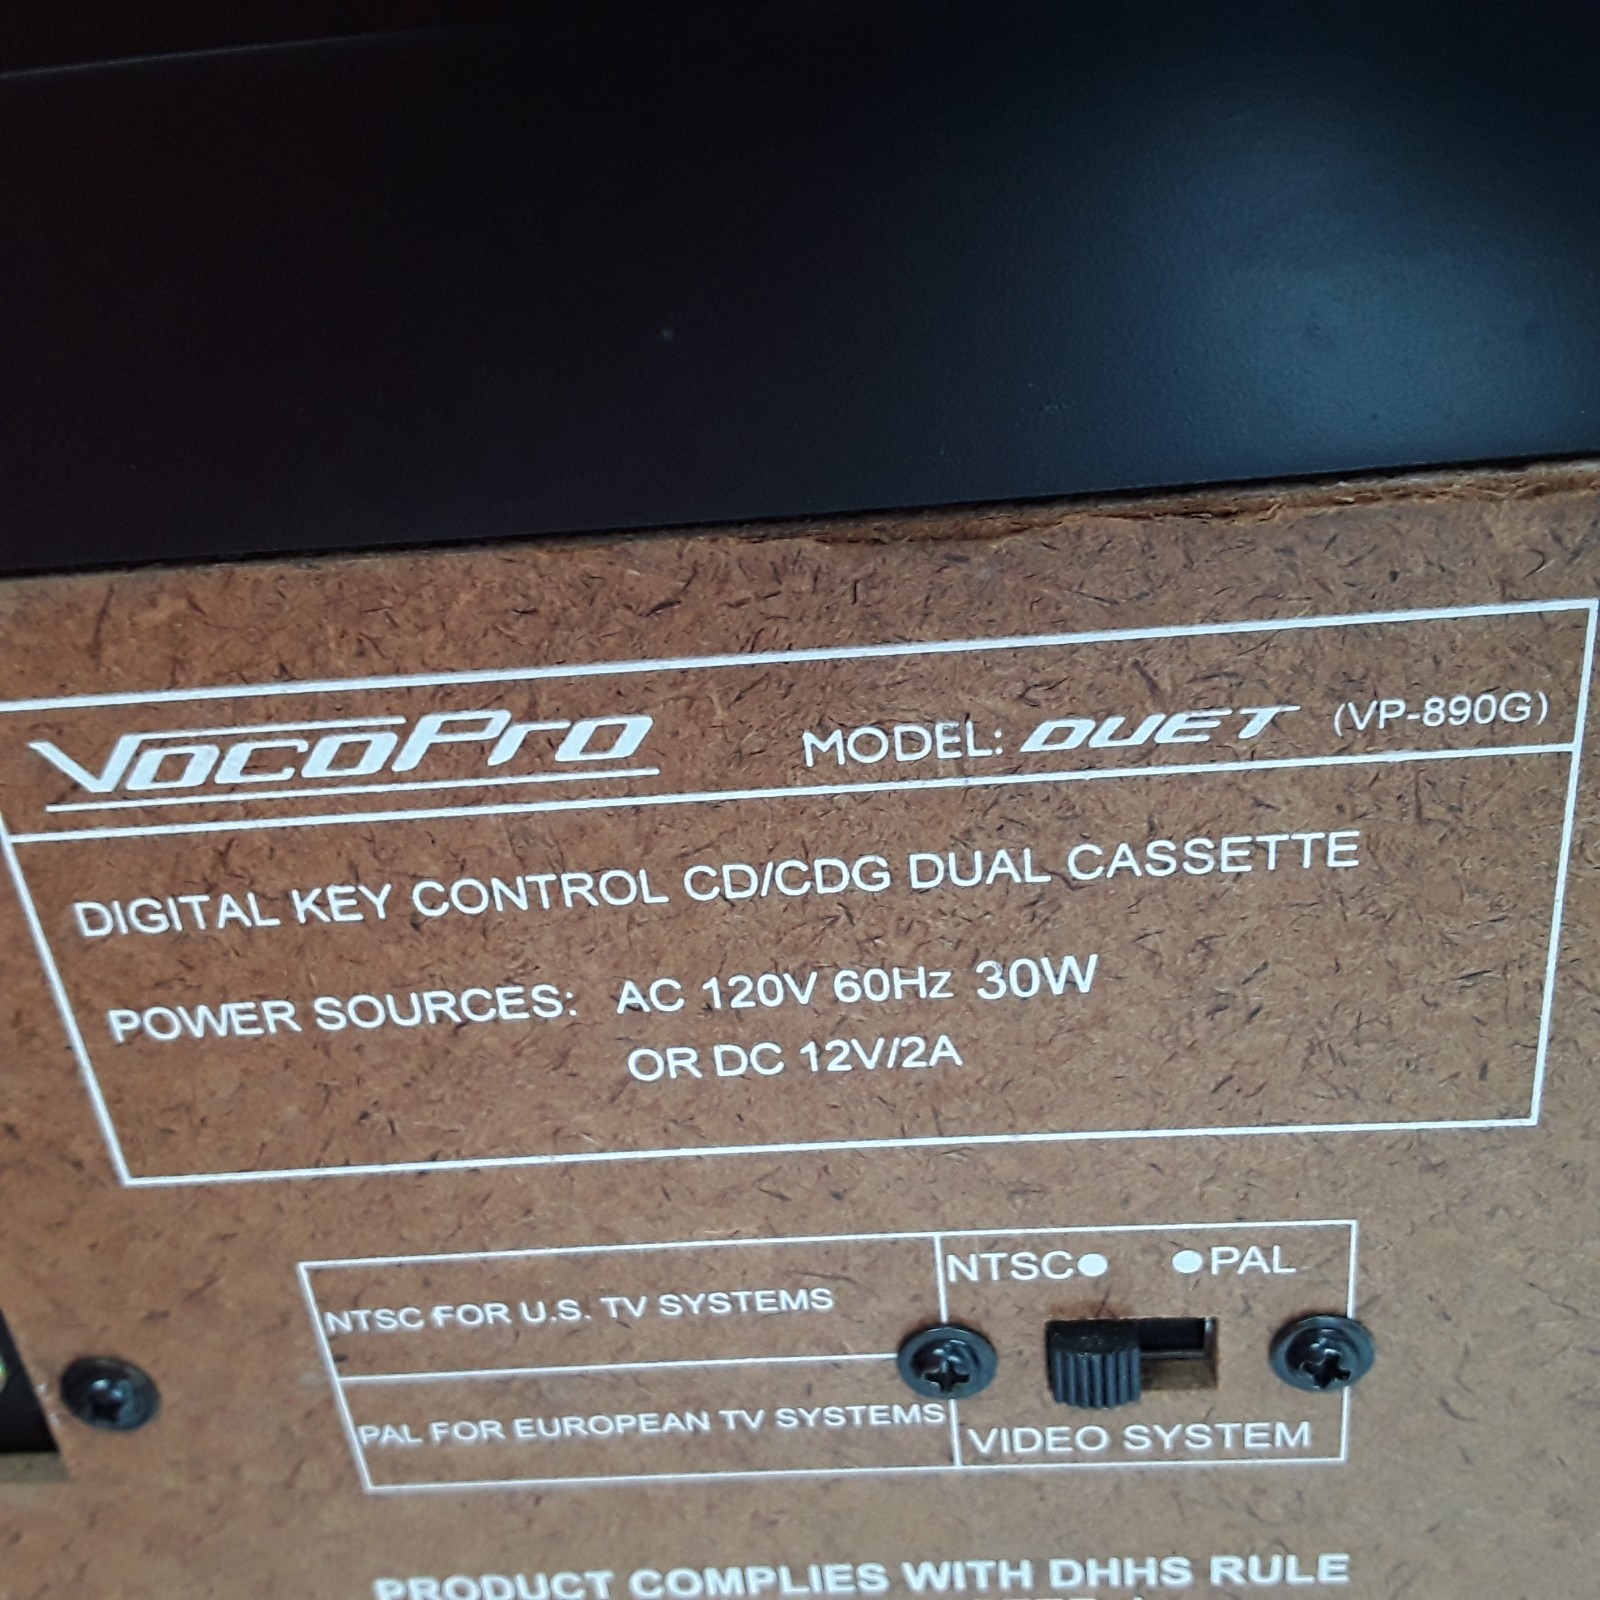 VocoPro MODEL: DUET (VP-890G)
DIGITAL KEY CONTROL CD/CDG DUAL CASSETTE
POWER SOURCES: AC 120V 60Hz 30W
OR DC 12V/2A
NTSC● ●PAL
NTSC FOR U.S. TV SYSTEMS
PAL FOR EUROPEAN TV SYSTEMS
VIDEO SYSTEM
PRODUCT COMPLIES WITH DHHS RULE